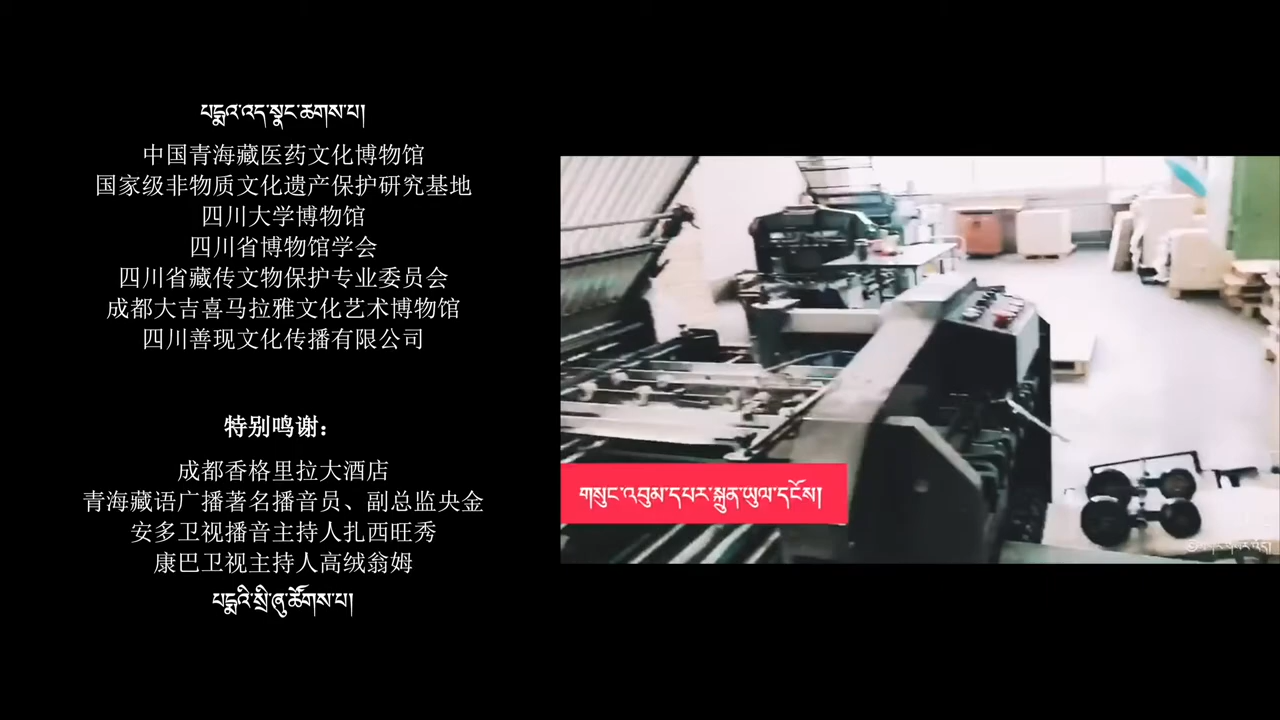 པདྨའི་འོད་སྣང་ཚོགས་པ།
中国青海藏医药文化博物馆
国家级非物质文化遗产保护研究基地
四川大学博物馆
四川省博物馆学会
四川省藏传文物保护专业委员会
成都大吉喜马拉雅文化艺术博物馆
四川善现文化传播有限公司
特别鸣谢：
成都香格里拉大酒店
青海藏语广播著名播音员、副总监央金
安多卫视播音主持人扎西旺秀
康巴卫视主持人高绒翁姆
པདྨའི་སྲི་ཞུ་ཚོགས་པ།
གསུང་འབུམ་དཔར་སྐྲུན་ཡུལ་དངོས།